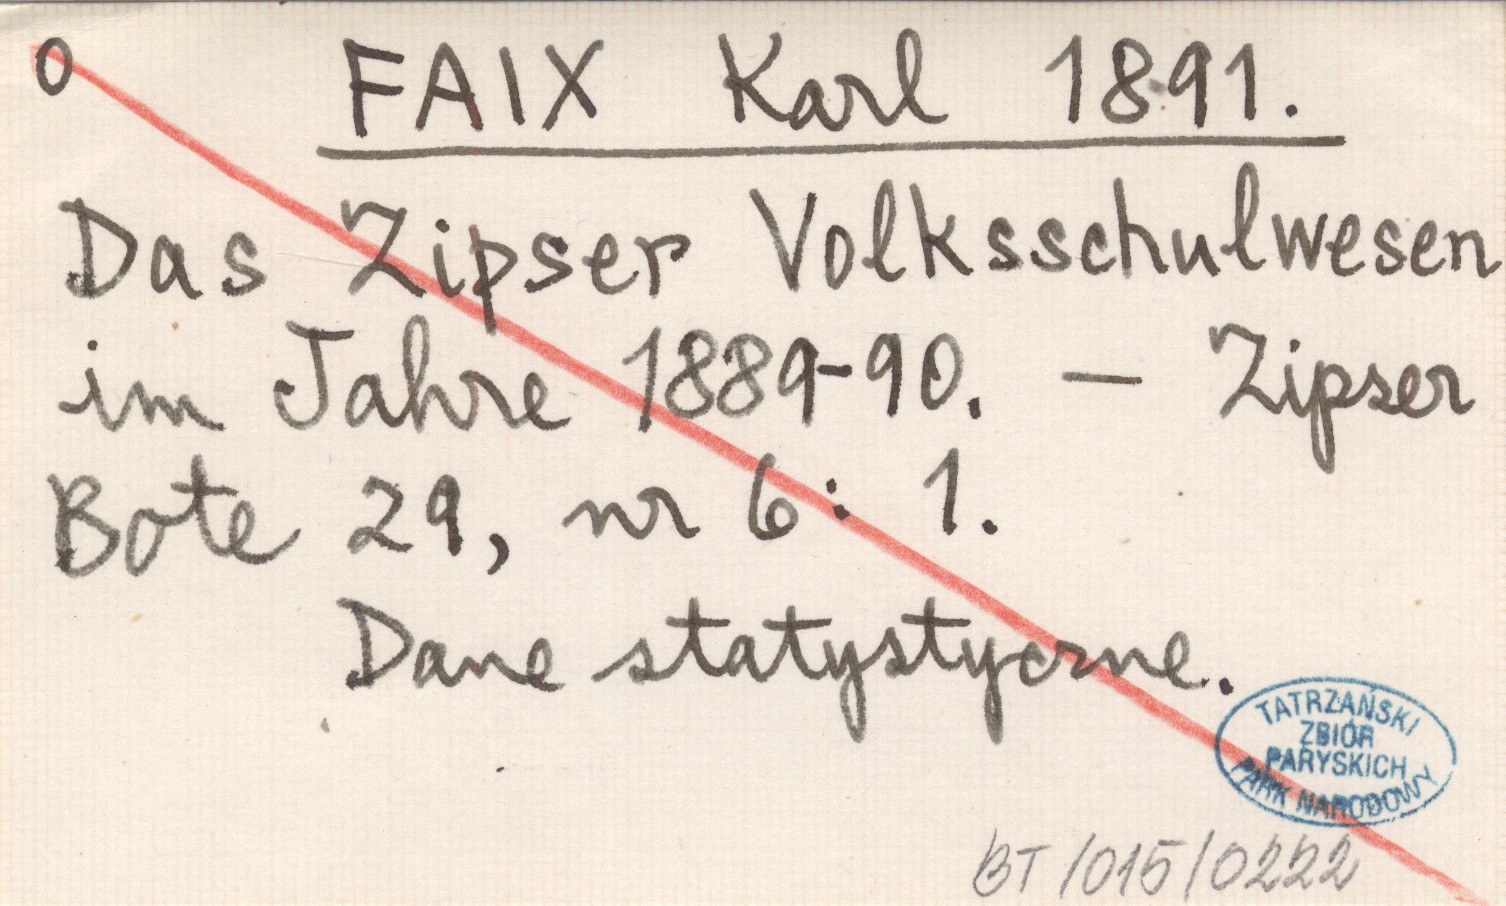 0
FAIX Karl 1891.
Das Zipser Volksschulwesen
im Jahre 1889-90. — Zipser
Bote 29, nr 6: 1.
Dane statystyczne.
TATRZAŃSKI
ZBIÓR
PARYSKICH
PARK NARODOWY
BT/015/0222